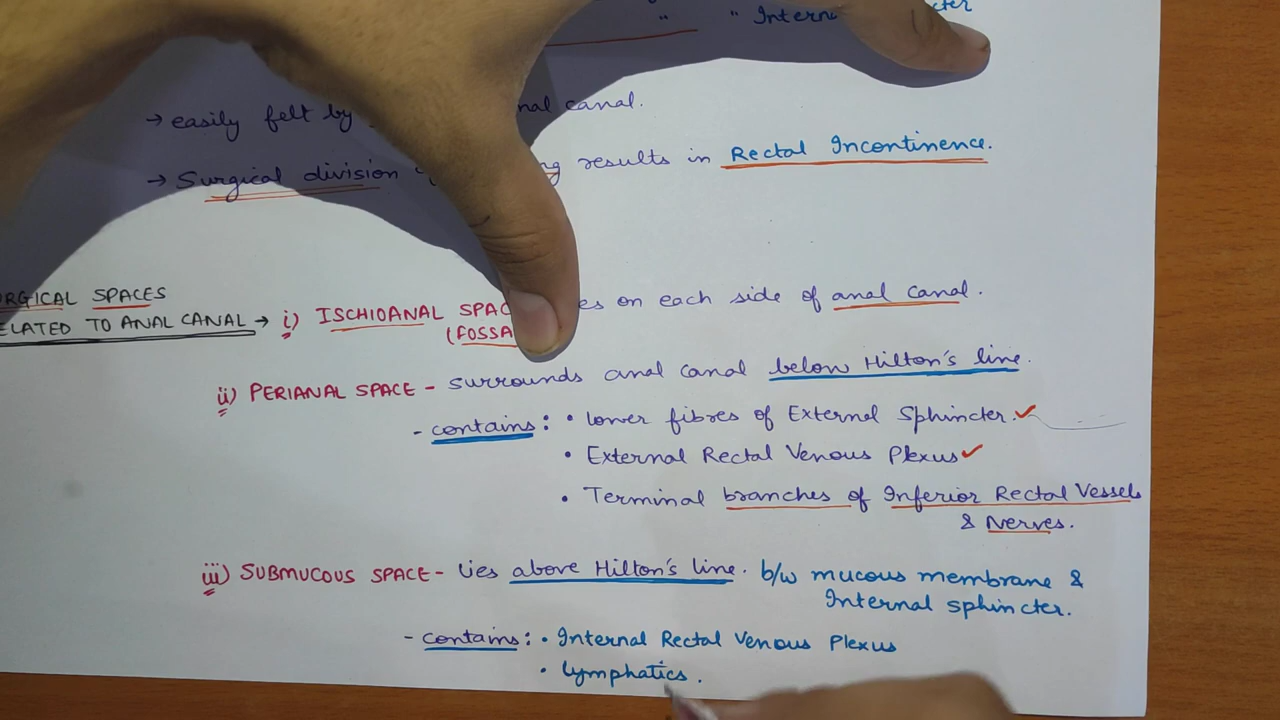 " " Intern
→ easily felt by nal canal.
→ Surgical division ng results in Rectal Incontinence.
RGICAL SPACES
ELATED TO ANAL CANAL → i) ISCHIOANAL SPAC es on each side of anal canal.
(FOSSA
ii) PERIANAL SPACE - surrounds anal canal below Hilton's line.
- contains: • lower fibres of External Sphincter. ✓
• External Rectal Venous Plexus ✓
• Terminal branches of Inferior Rectal Vessels
& Nerves.
iii) SUBMUCOUS SPACE - lies above Hilton's line. b/w mucous membrane &
Internal sphincter.
- contains: • Internal Rectal Venous Plexus
• lymphatics.